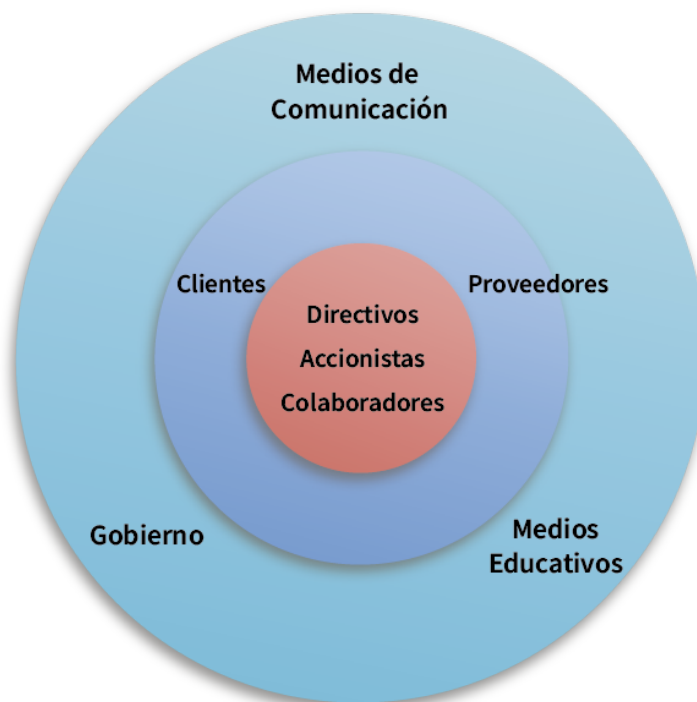 Medios de
Comunicación
Clientes
Proveedores
Directivos
Accionistas
Colaboradores
Gobierno
Medios
Educativos